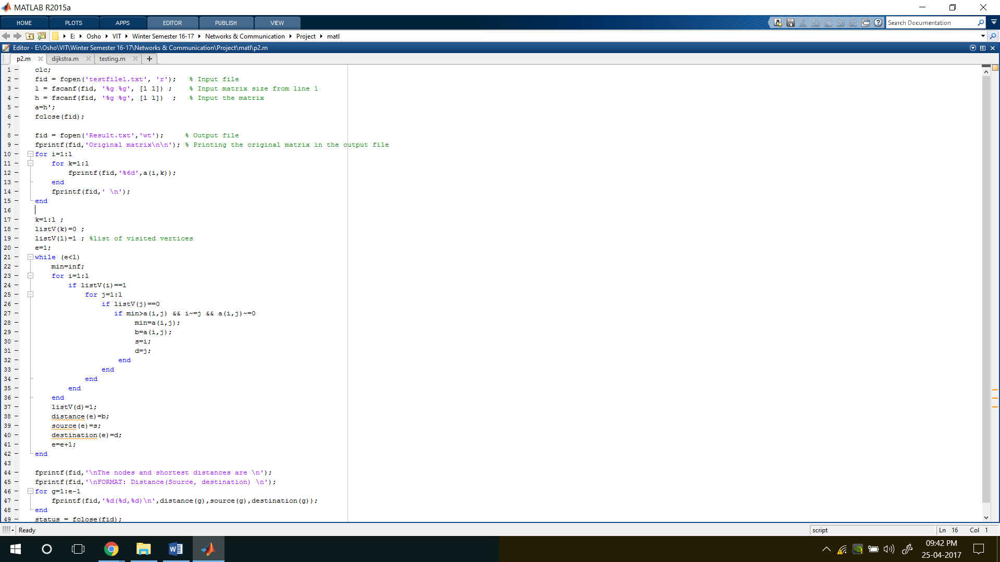 MATLAB R2015a
HOME PLOTS APPS EDITOR PUBLISH VIEW Search Documentation
E: Osho VIT Winter Semester 16-17 Networks & Communication Project matl
Editor - E:\Osho\VIT\Winter Semester 16-17\Networks & Communication\Project\matl\p2.m
p2.m dijkstra.m testing.m
1 clc;
2 fid = fopen('testfile1.txt', 'r'); % Input file
3 l = fscanf(fid, '%g %g', [1 1]) ; % Input matrix size from line 1
4 h = fscanf(fid, '%g %g', [l l]) ; % Input the matrix
5 a=h';
6 fclose(fid);
7
8 fid = fopen('Result.txt','wt'); % Output file
9 fprintf(fid,'Original matrix\n\n'); % Printing the original matrix in the output file
10 for i=1:l
11 for k=1:l
12 fprintf(fid,'%6d',a(i,k));
13 end
14 fprintf(fid,' \n');
15 end
16
17 k=1:l ;
18 listV(k)=0 ;
19 listV(1)=1 ; %list of visited vertices
20 e=1;
21 while (e<l)
22 min=inf;
23 for i=1:l
24 if listV(i)==1
25 for j=1:l
26 if listV(j)==0
27 if min>a(i,j) && i~=j && a(i,j)~=0
28 min=a(i,j);
29 b=a(i,j);
30 s=i;
31 d=j;
32 end
33 end
34 end
35 end
36 end
37 listV(d)=1;
38 distance(e)=b;
39 source(e)=s;
40 destination(e)=d;
41 e=e+1;
42 end
43
44 fprintf(fid,'\nThe nodes and shortest distances are \n');
45 fprintf(fid,'\nFORMAT: Distance(Source, destination) \n');
46 for g=1:e-1
47 fprintf(fid,'%d(%d,%d)\n',distance(g),source(g),destination(g));
48 end
49 status = fclose(fid);
Ready script Ln 16 Col 1
09:42 PM
25-04-2017